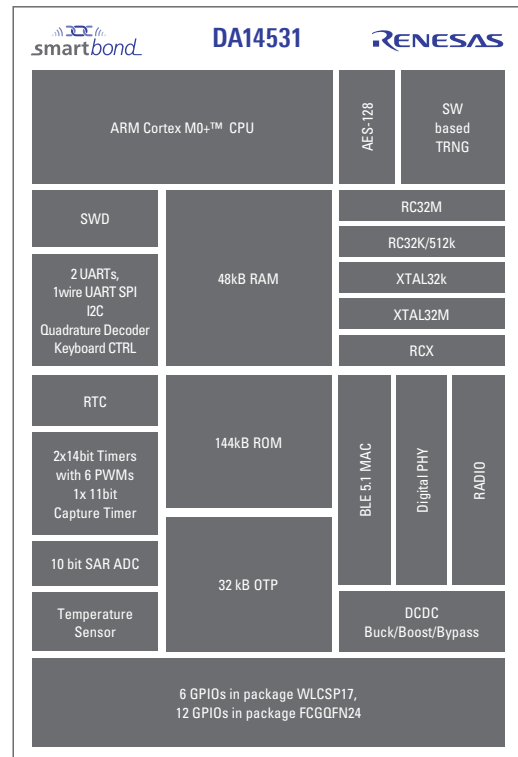 smartbond
DA14531
RENESAS
ARM Cortex M0+™ CPU
AES-128
SW
based
TRNG
SWD
2 UARTs,
1wire UART SPI
I2C
Quadrature Decoder
Keyboard CTRL
48kB RAM
RC32M
RC32K/512k
XTAL32k
XTAL32M
RCX
RTC
2x14bit Timers
with 6 PWMs
1x 11bit
Capture Timer
10 bit SAR ADC
Temperature
Sensor
144kB ROM
32 kB OTP
BLE 5.1 MAC
Digital PHY
RADIO
DCDC
Buck/Boost/Bypass
6 GPIOs in package WLCSP17,
12 GPIOs in package FCGQFN24